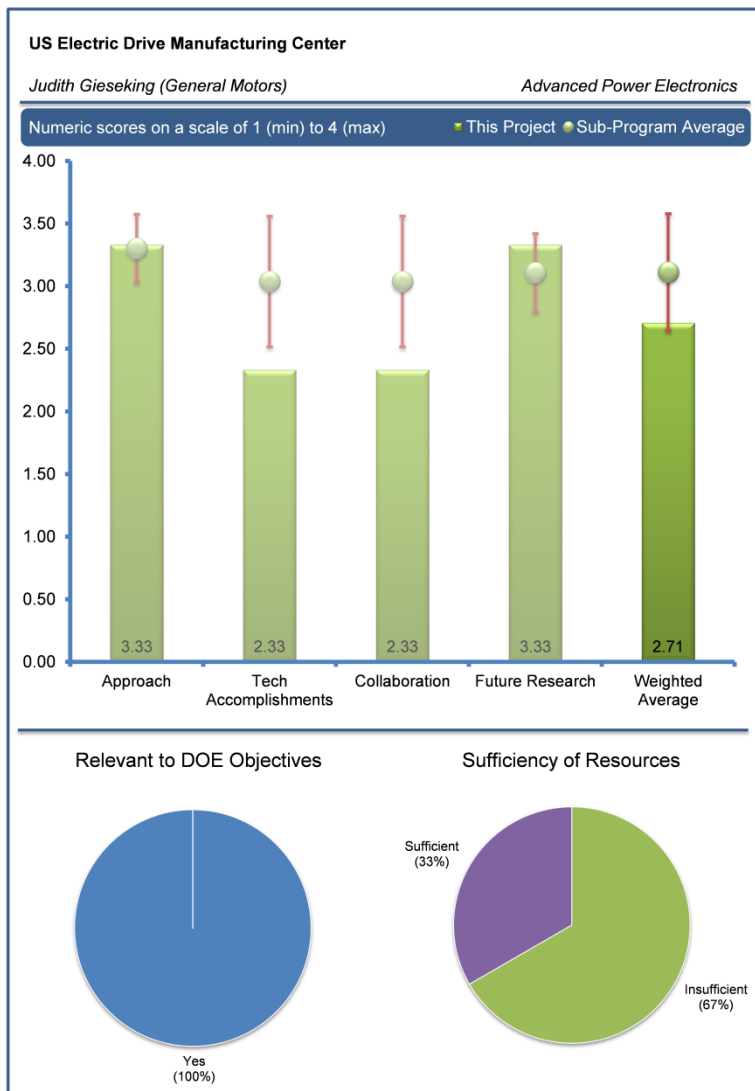 US Electric Drive Manufacturing Center
Judith Gieseking (General Motors) Advanced Power Electronics
Numeric scores on a scale of 1 (min) to 4 (max) This Project Sub-Program Average
4.00
3.50
3.00
2.50
2.00
1.50
1.00
0.50
0.00
3.33 2.33 2.33 3.33 2.71
Approach Tech Accomplishments Collaboration Future Research Weighted Average
Relevant to DOE Objectives Sufficiency of Resources
Sufficient
(33%)
Insufficient
(67%)
Yes
(100%)